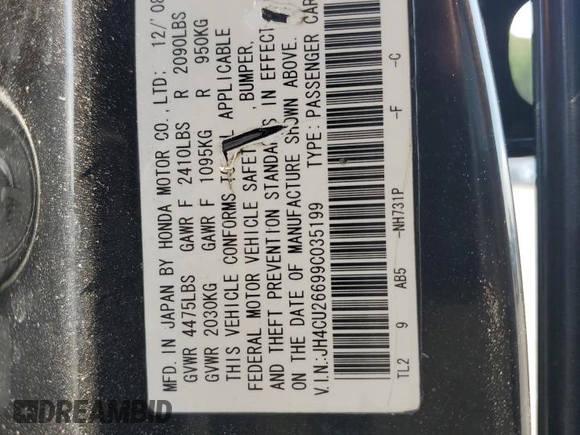 MFD. IN JAPAN BY HONDA MOTOR CO., LTD: 12/'08
GVWR 4475LBS GAWR F 2410LBS R 2090LBS
GVWR 2030KG GAWR F 1095KG R 950KG
THIS VEHICLE CONFORMS APPLICABLE
FEDERAL MOTOR VEHICLE SAFETY , BUMPER,
THEFT PREVENTION IN EFFECT
ON THE DATE OF MANUFACTURE SHOWN ABOVE.
V.I.N.:JH4CU26699C035199 TYPE: PASSENGER CAR
-F -C
TL2 9 AB5 -NH731P
DREAMBID